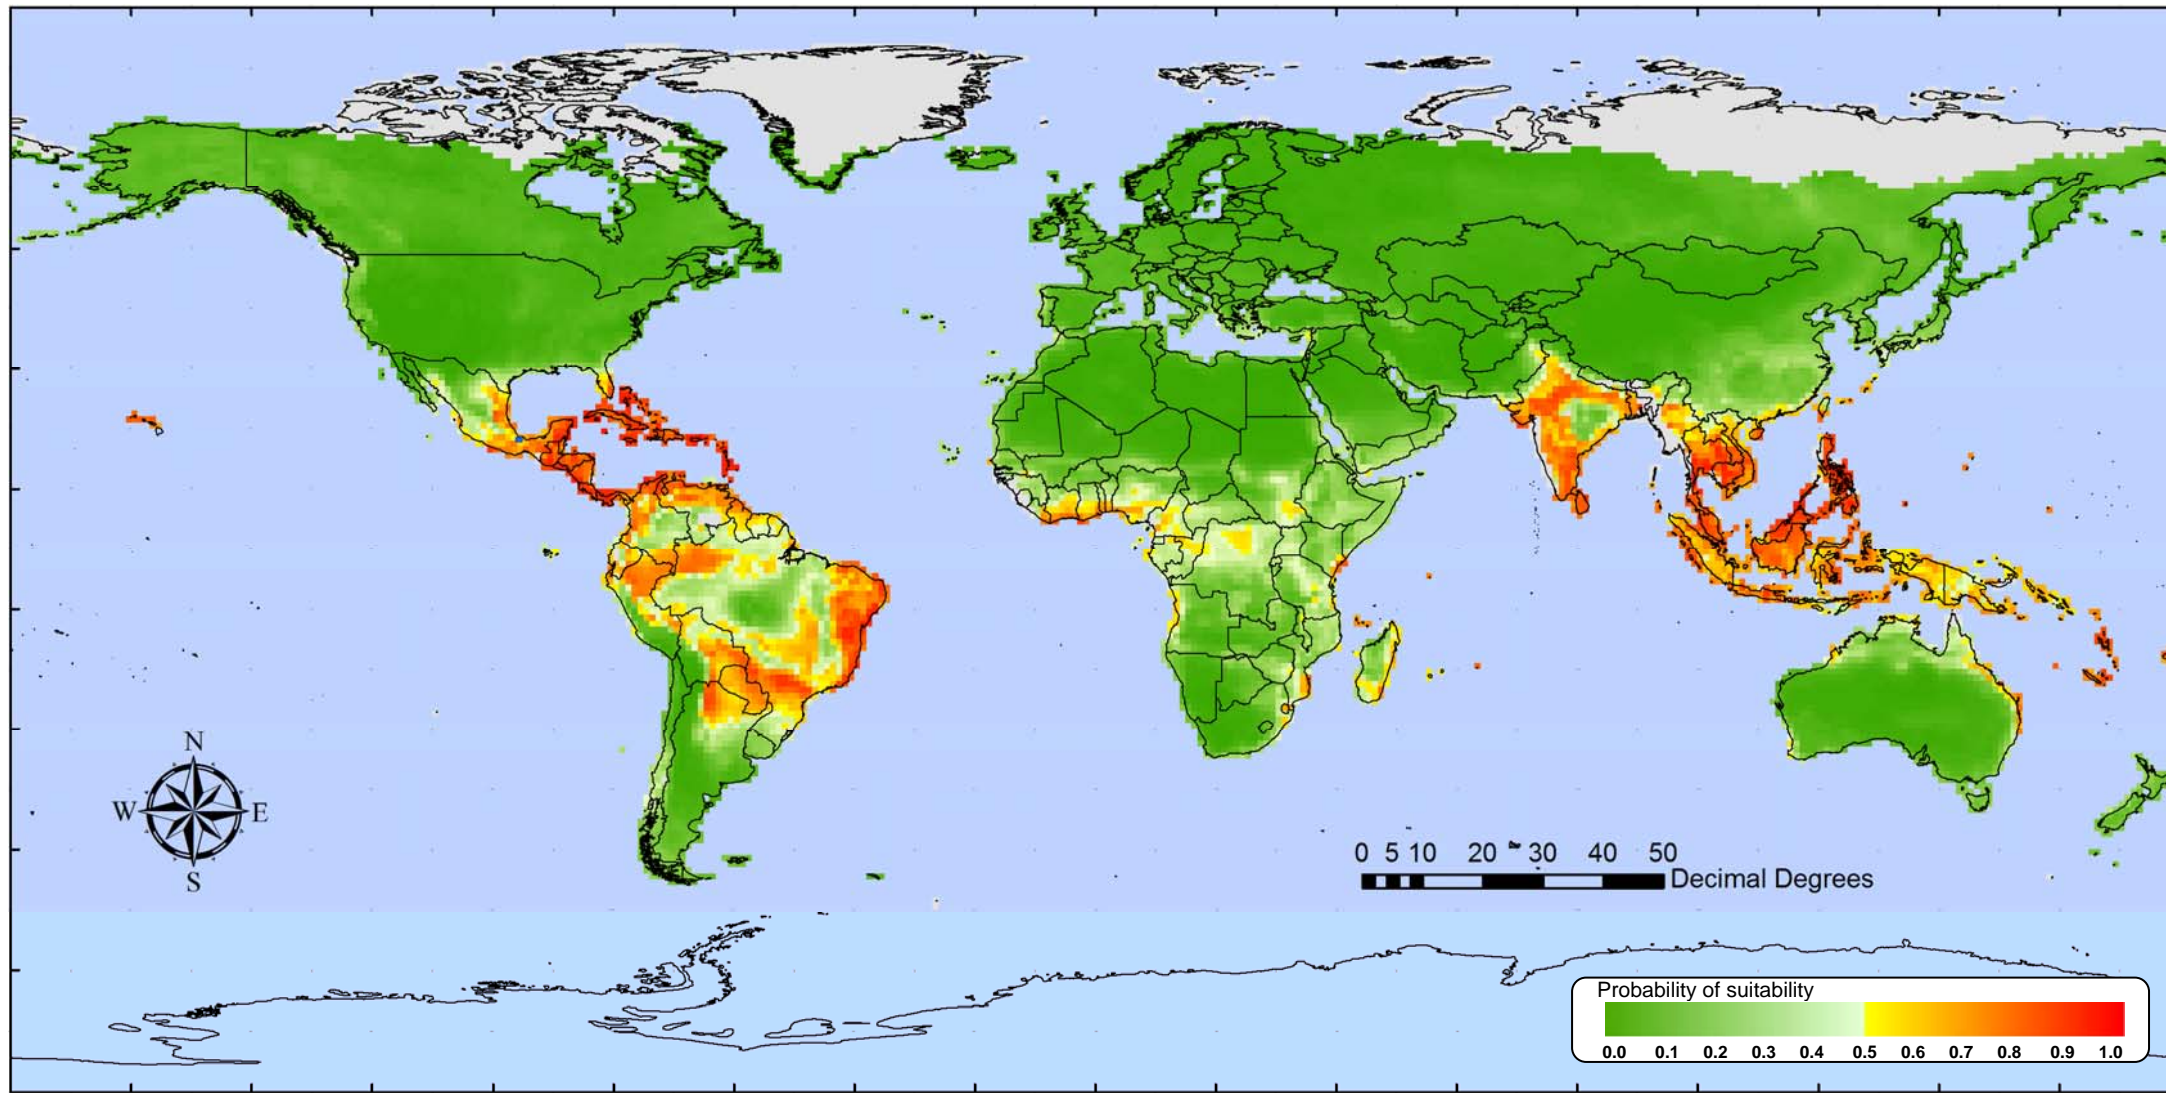 N
W E
S
0 5 10 20 30 40 50
Decimal Degrees
Probability of suitability
0.0 0.1 0.2 0.3 0.4 0.5 0.6 0.7 0.8 0.9 1.0